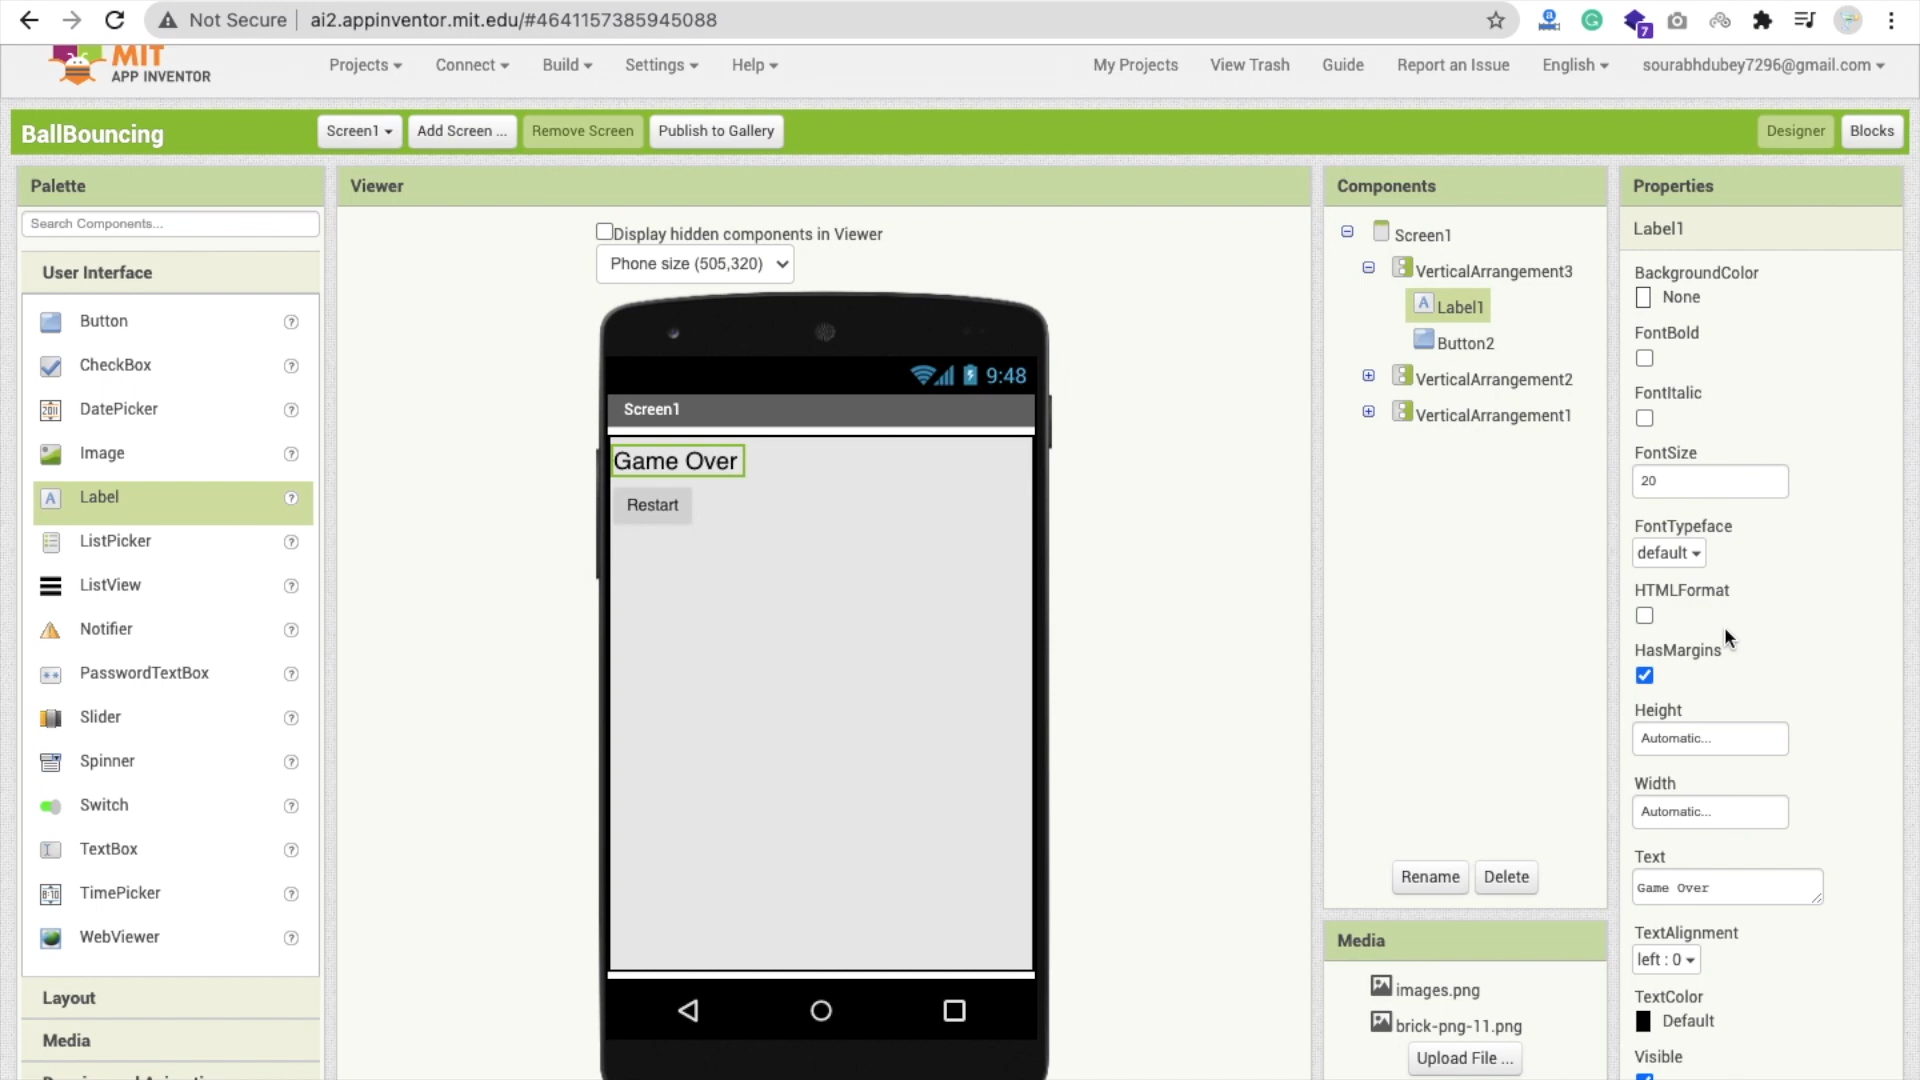 Not Secure
ai2.appinventor.mit.edu/#4641157385945088
7
MIT
APP INVENTOR
Projects
Connect
Build
Settings
Help
My Projects
View Trash
Guide
Report an Issue
English
sourabhdubey7296@gmail.com
BallBouncing
Screen1
Add Screen ...
Remove Screen
Publish to Gallery
Designer
Blocks
Palette
Search Components...
User Interface
Button
CheckBox
DatePicker
Image
Label
ListPicker
ListView
Notifier
PasswordTextBox
Slider
Spinner
Switch
TextBox
TimePicker
WebViewer
Layout
Media
Viewer
Display hidden components in Viewer
Phone size (505,320)
9:48
Screen1
Game Over
Restart
Components
Screen1
VerticalArrangement3
Label1
Button2
VerticalArrangement2
VerticalArrangement1
Rename
Delete
Media
images.png
brick-png-11.png
Upload File ...
Properties
Label1
BackgroundColor
None
FontBold
FontItalic
FontSize
20
FontTypeface
default
HTMLFormat
HasMargins
Height
Automatic...
Width
Automatic...
Text
Game Over
TextAlignment
left : 0
TextColor
Default
Visible